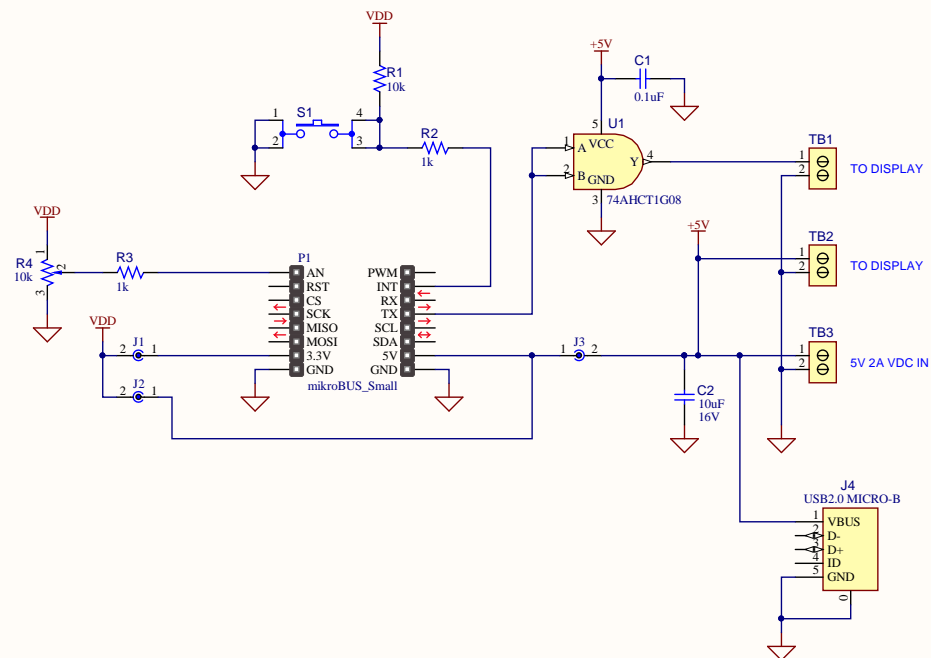 VDD
R1
10k
S1
1
2
4
3
R2
1k
+5V
C1
0.1uF
U1
5
1
A
VCC
2
B
GND
Y
4
3
74AHCT1G08
TB1
1
2
TO DISPLAY
+5V
TB2
1
2
TO DISPLAY
TB3
1
2
5V 2A VDC IN
VDD
R4
10k
1
2
3
R3
1k
P1
AN
RST
CS
SCK
MISO
MOSI
3.3V
GND
PWM
INT
RX
TX
SCL
SDA
5V
GND
mikroBUS_Small
VDD
J1
2
1
J2
2
1
J3
1
2
C2
10uF
16V
J4
USB2.0 MICRO-B
1
VBUS
2
D-
3
D+
4
ID
5
GND
0